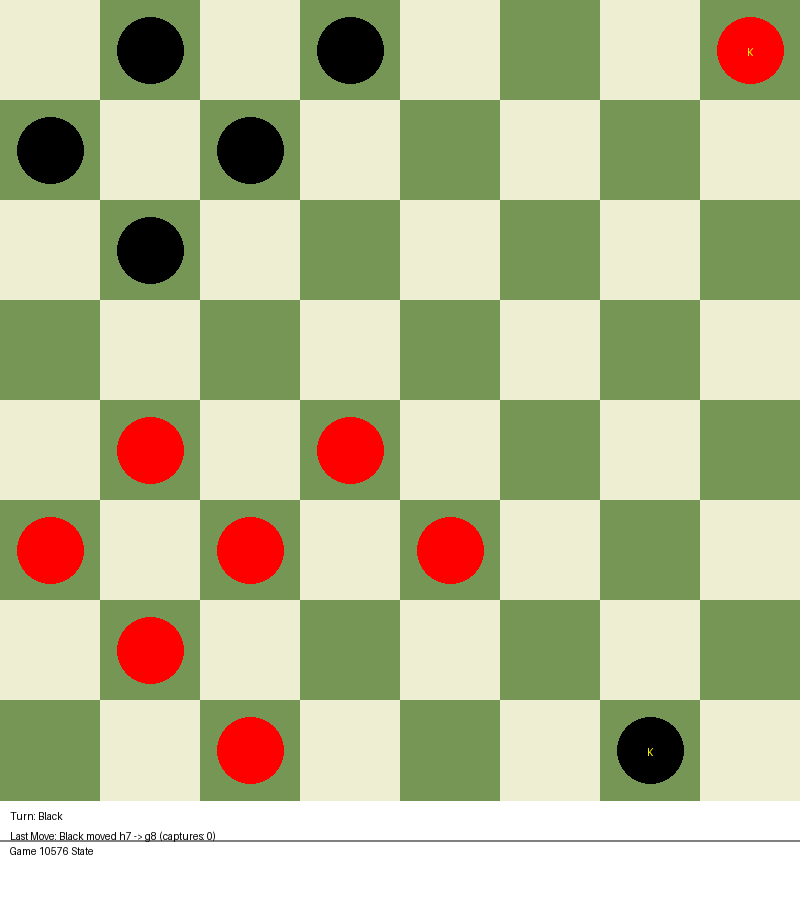 K
K
Turn: Black
Last Move: Black moved h7 -> g8 (captures: 0)
Game 10576 State